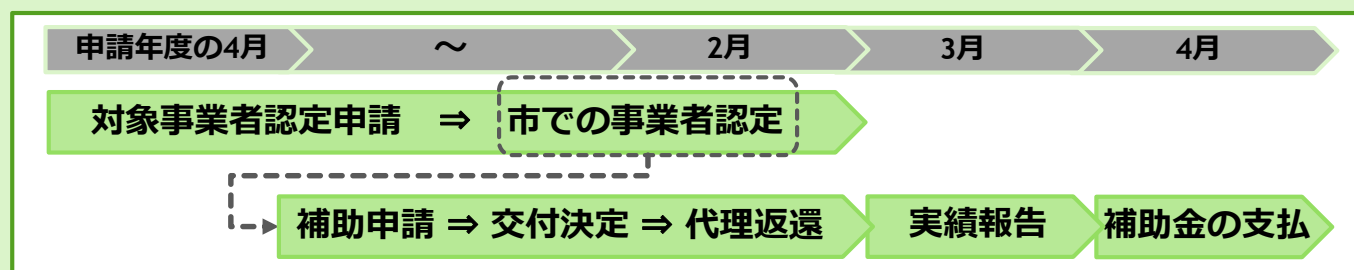 申請年度の4月 ～ 2月 3月 4月
対象事業者認定申請 ⇒ 市での事業者認定
補助申請 ⇒ 交付決定 ⇒ 代理返還 実績報告 補助金の支払